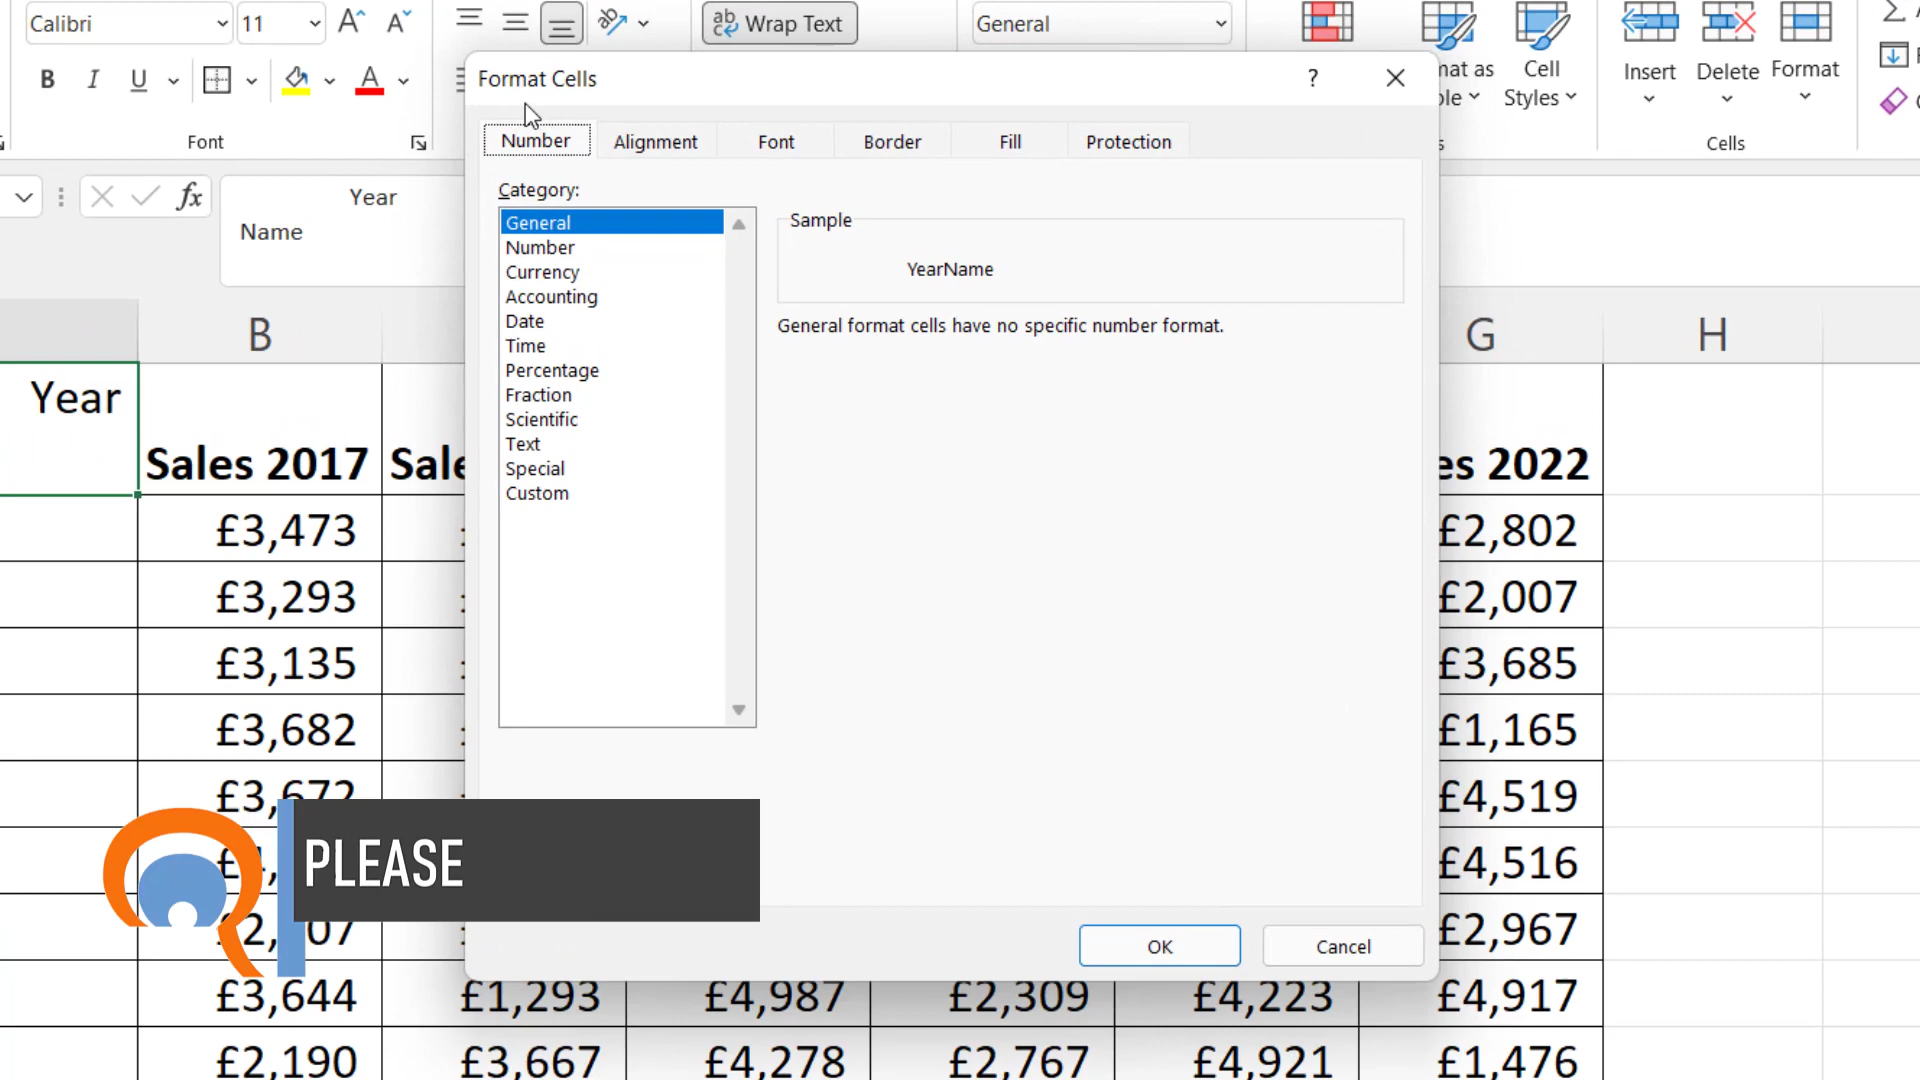 Calibri 11 Wrap Text General
Format Cells ?
B I U A
mat as Cell Insert Delete Format
Styles
Number Alignment Font Border Fill Protection
Font Cells
Category:
fx Year
Name
General
Number
Currency
Accounting
Date
Time
Percentage
Fraction
Scientific
Text
Special
Custom
Sample
YearName
General format cells have no specific number format.
B G H
Year
Sales 2017 Sale es 2022
£3,473 £2,802
£3,293 £2,007
£3,135 £3,685
£3,682 £1,165
£3,672 £4,519
PLEASE
£4, £4,516
£2, 07 £2,967
OK Cancel
£3,644 £1,293 £4,987 £2,309 £4,223 £4,917
£2,190 £3,667 £4,278 £2,767 £4,921 £1,476